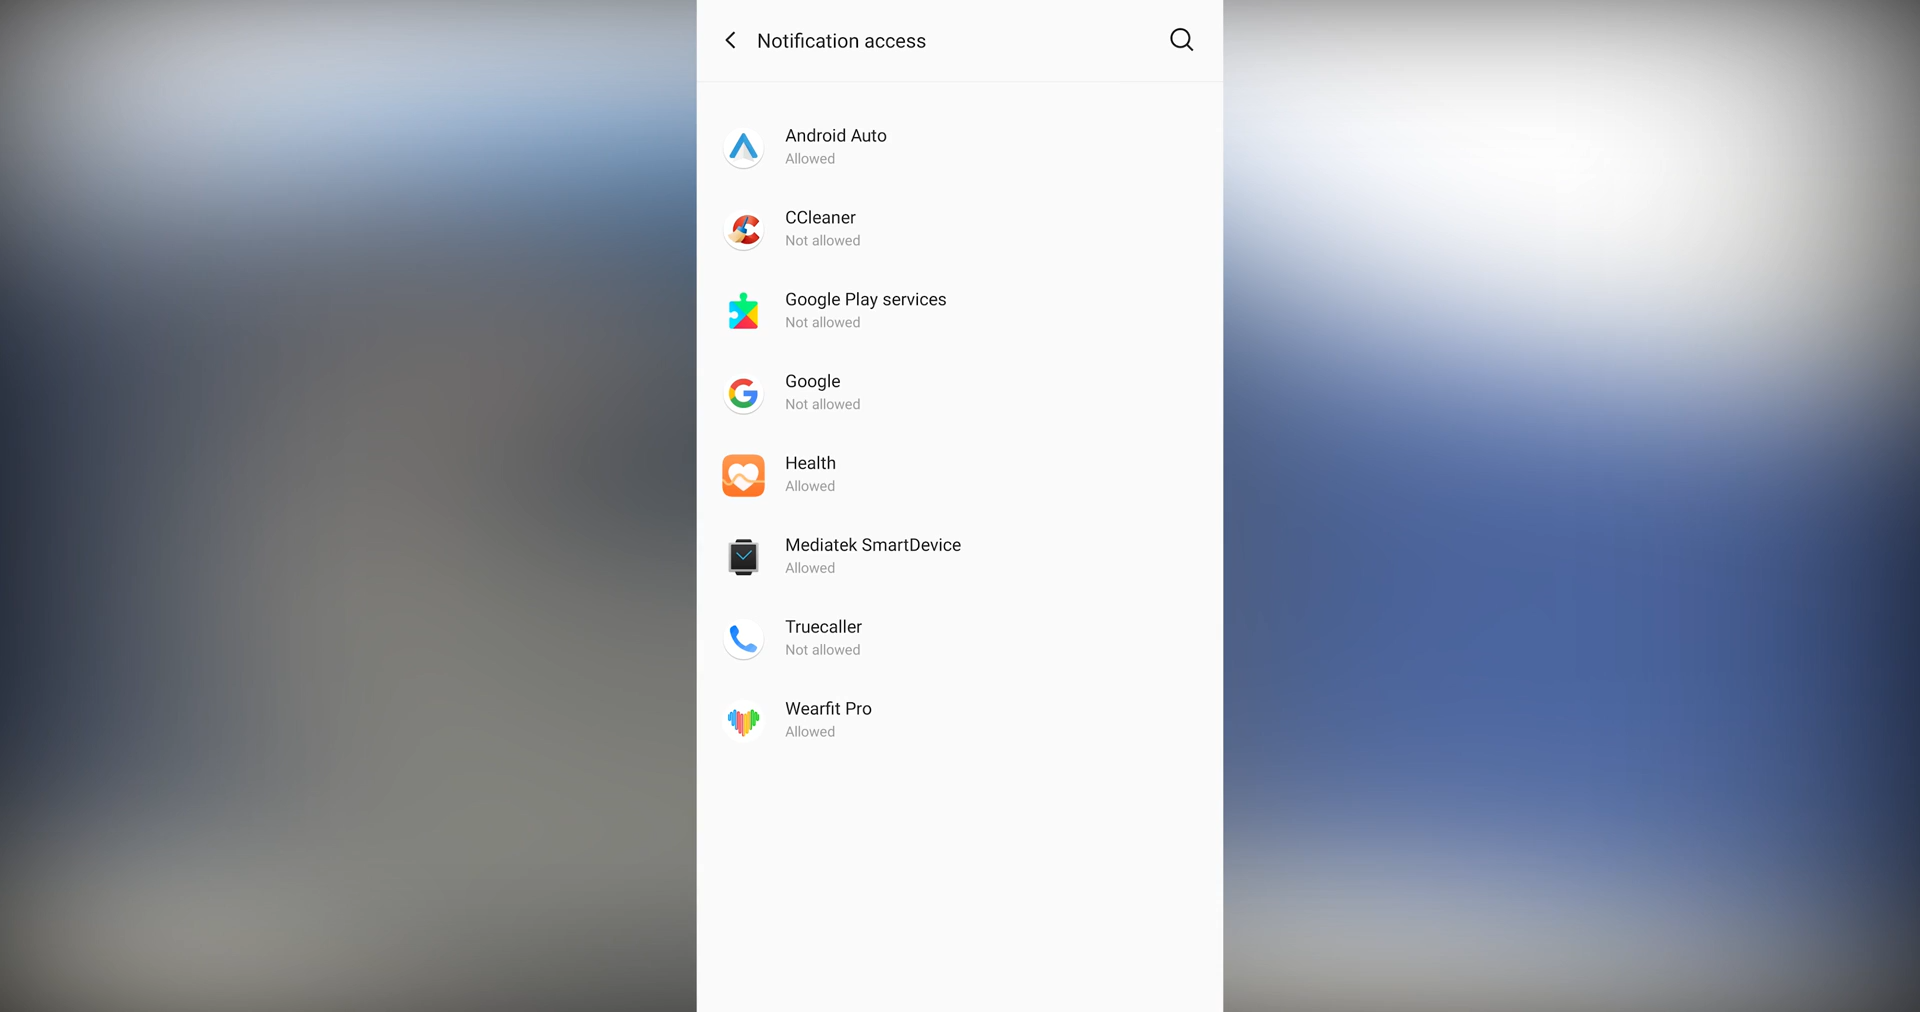 Notification access
Android Auto
Allowed
CCleaner
Not allowed
Google Play services
Not allowed
Google
Not allowed
Health
Allowed
Mediatek SmartDevice
Allowed
Truecaller
Not allowed
Wearfit Pro
Allowed